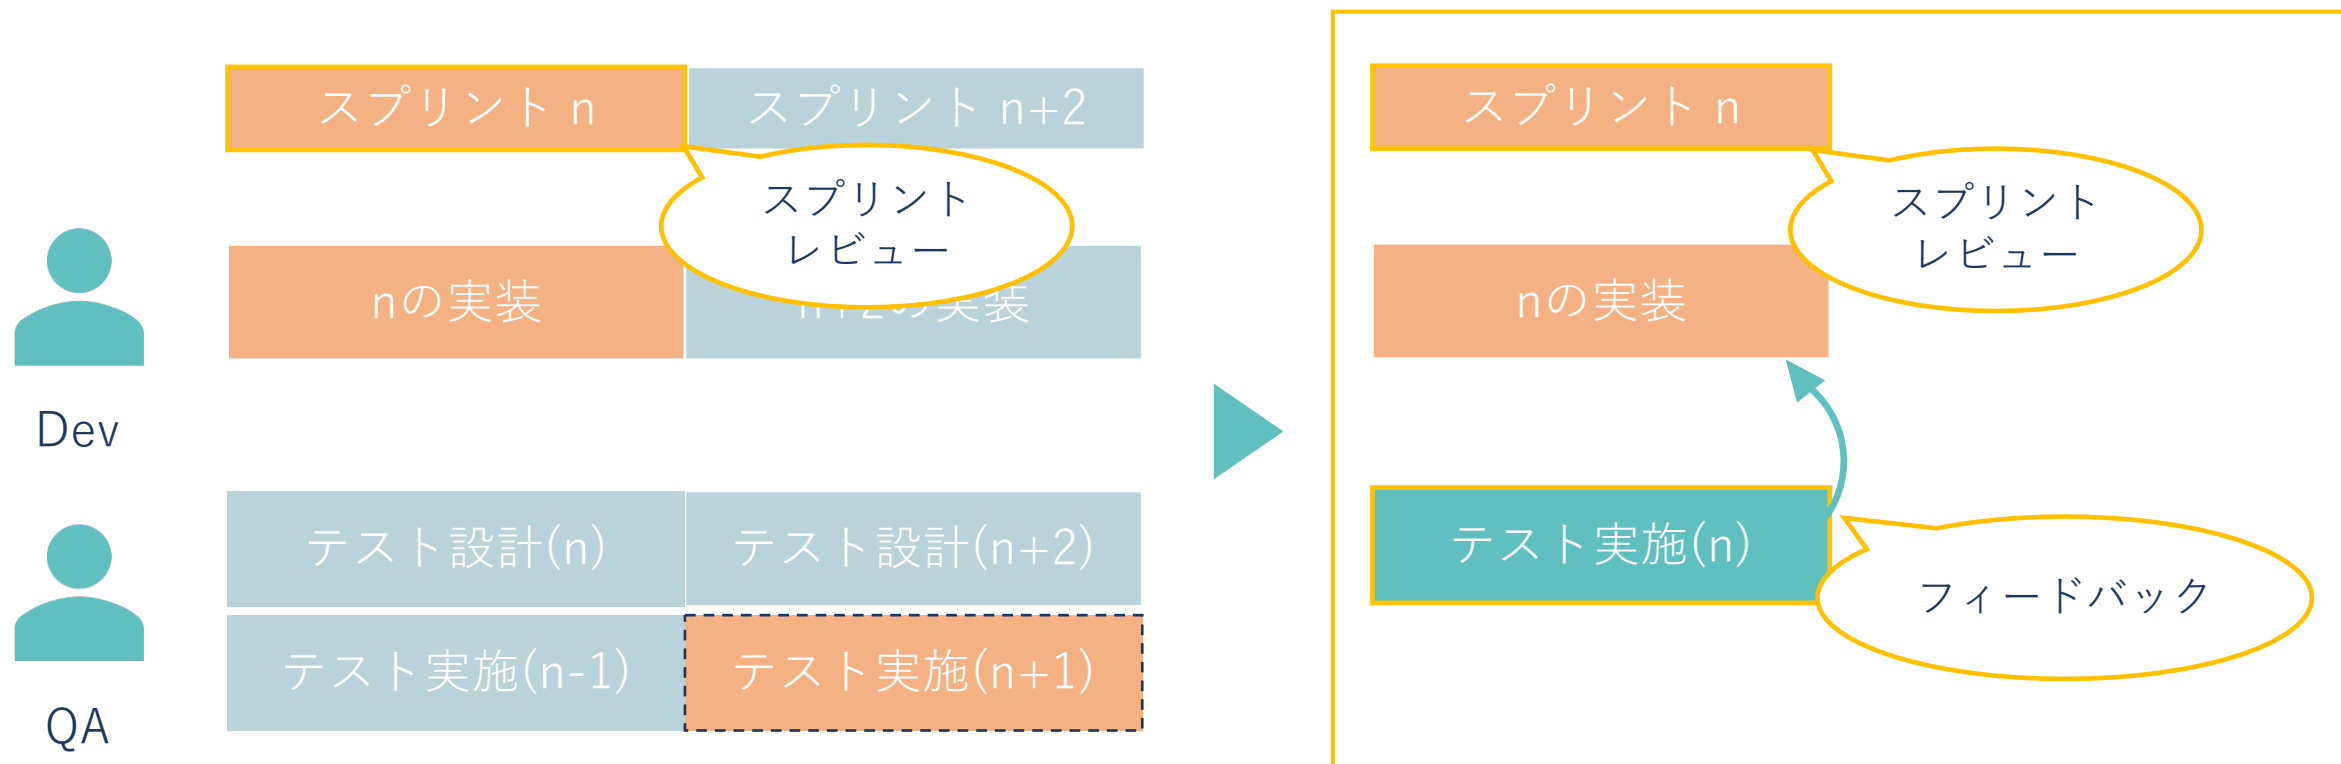 スプリント n
スプリント n+2
スプリント
レビュー
nの実装
n+2の実装
Dev
テスト設計(n)
テスト設計(n+2)
テスト実施(n-1)
テスト実施(n+1)
QA
スプリント n
スプリント
レビュー
nの実装
テスト実施(n)
フィードバック